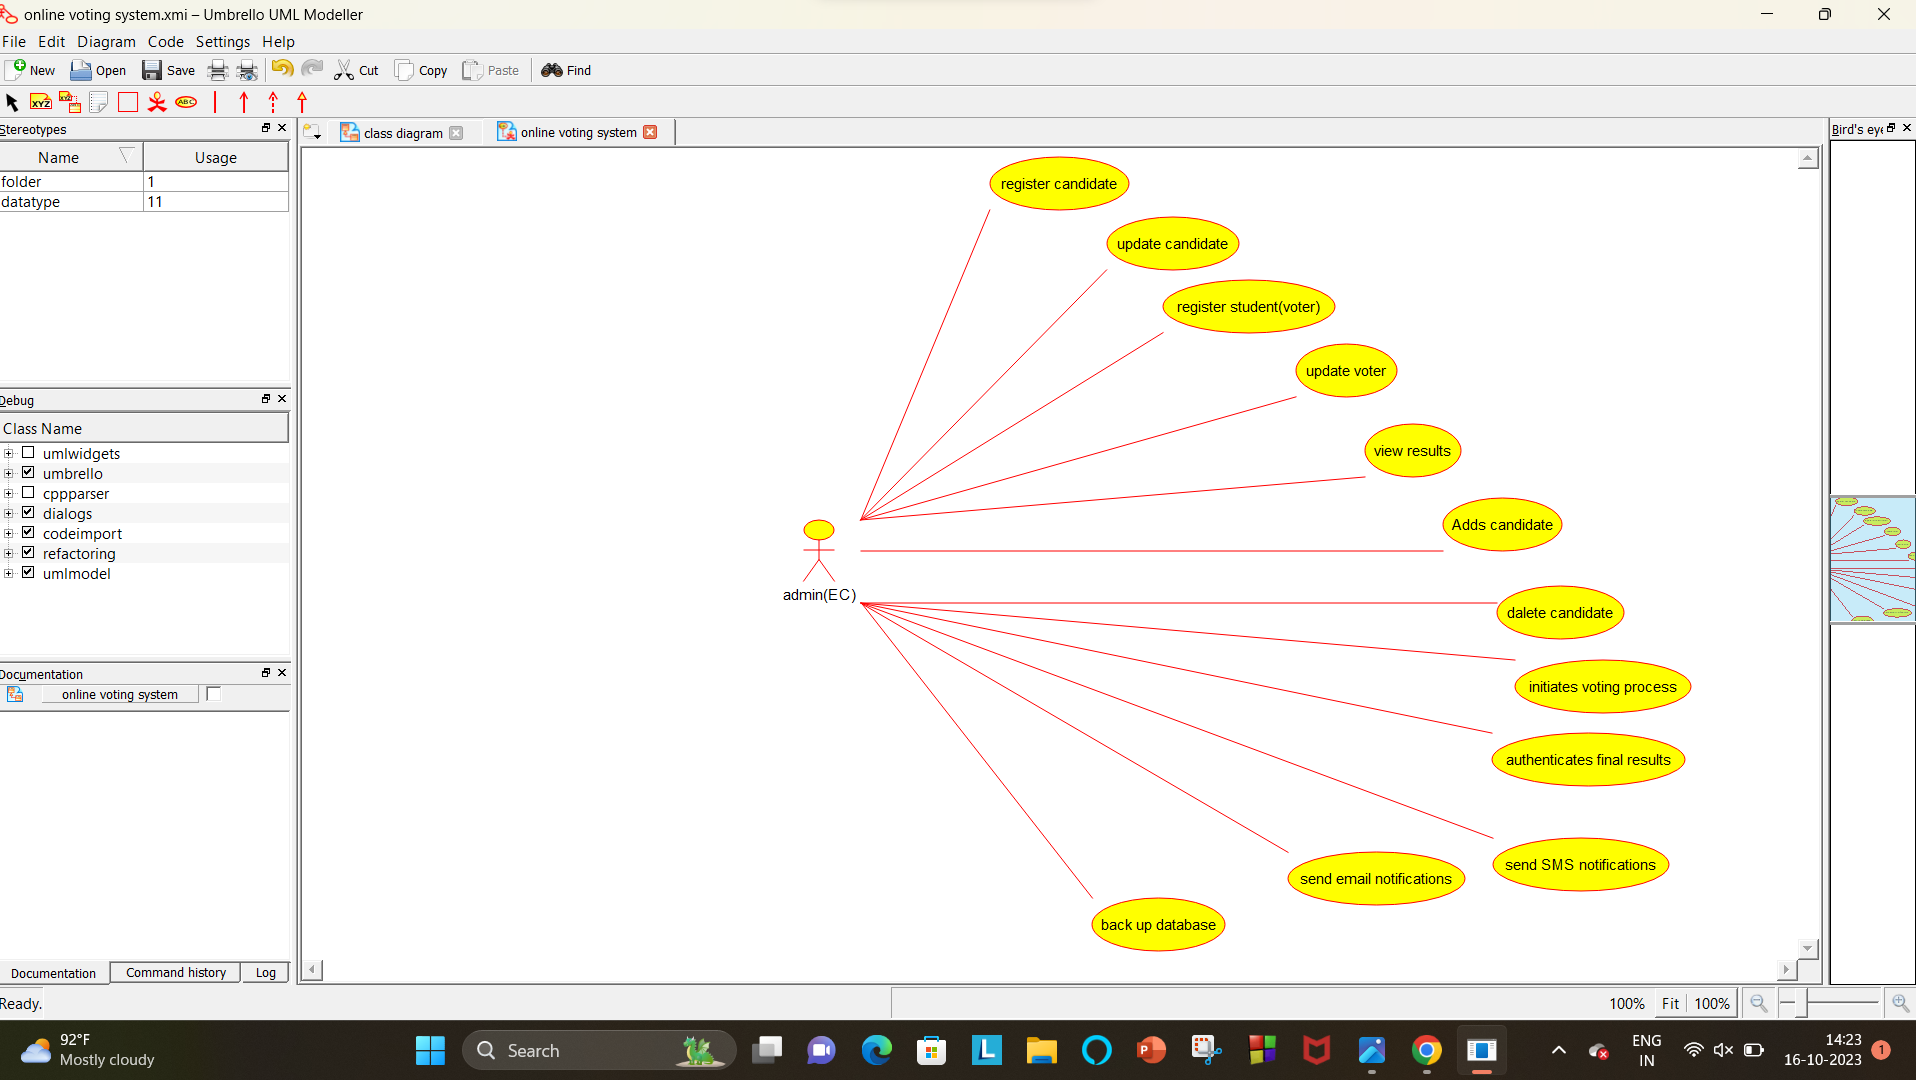 online voting system.xmi – Umbrello UML Modeller
File Edit Diagram Code Settings Help
New Open Save Cut Copy Paste Find
XYZ XYZ ABC
Stereotypes
Name Usage
folder 1
datatype 11
Debug
Class Name
umlwidgets
umbrello
cppparser
dialogs
codeimport
refactoring
umlmodel
Documentation
online voting system
Documentation Command history Log
Ready.
class diagram online voting system
register candidate
update candidate
register student(voter)
update voter
view results
Adds candidate
admin(EC)
dalete candidate
initiates voting process
authenticates final results
send SMS notifications
send email notifications
back up database
Bird's eye
100% Fit 100%
92°F
Mostly cloudy
Search
L
P
ENG
IN
14:23
16-10-2023
1